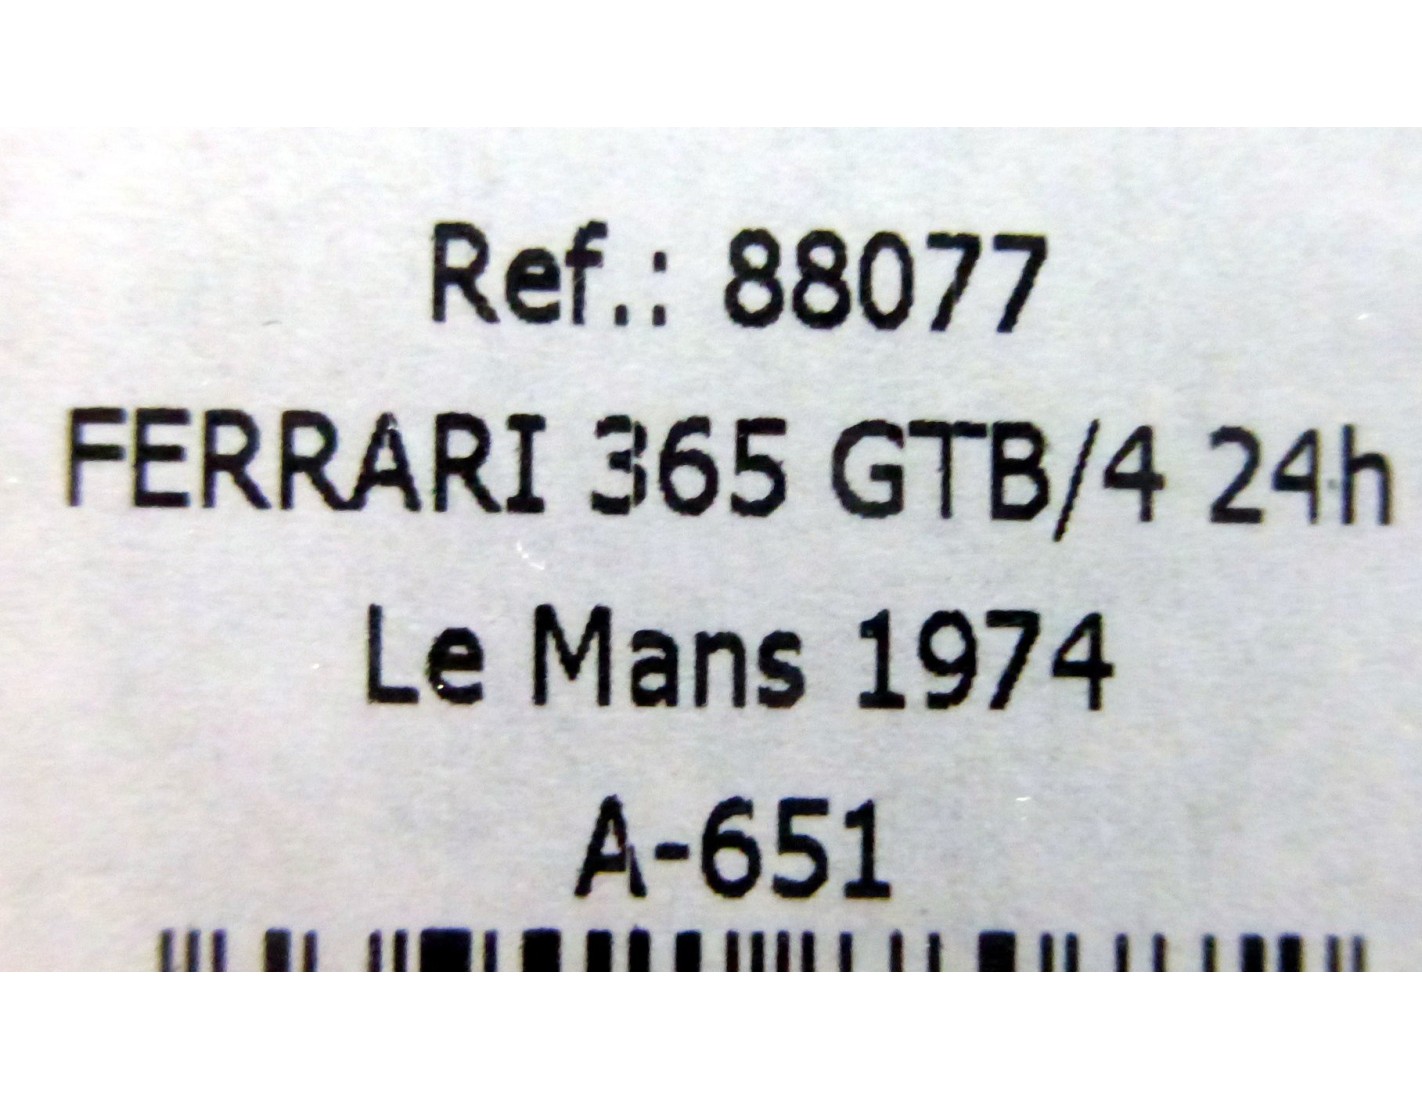 Ref.: 88077
FERRARI 365 GTB/4 24h
Le Mans 1974
A-651